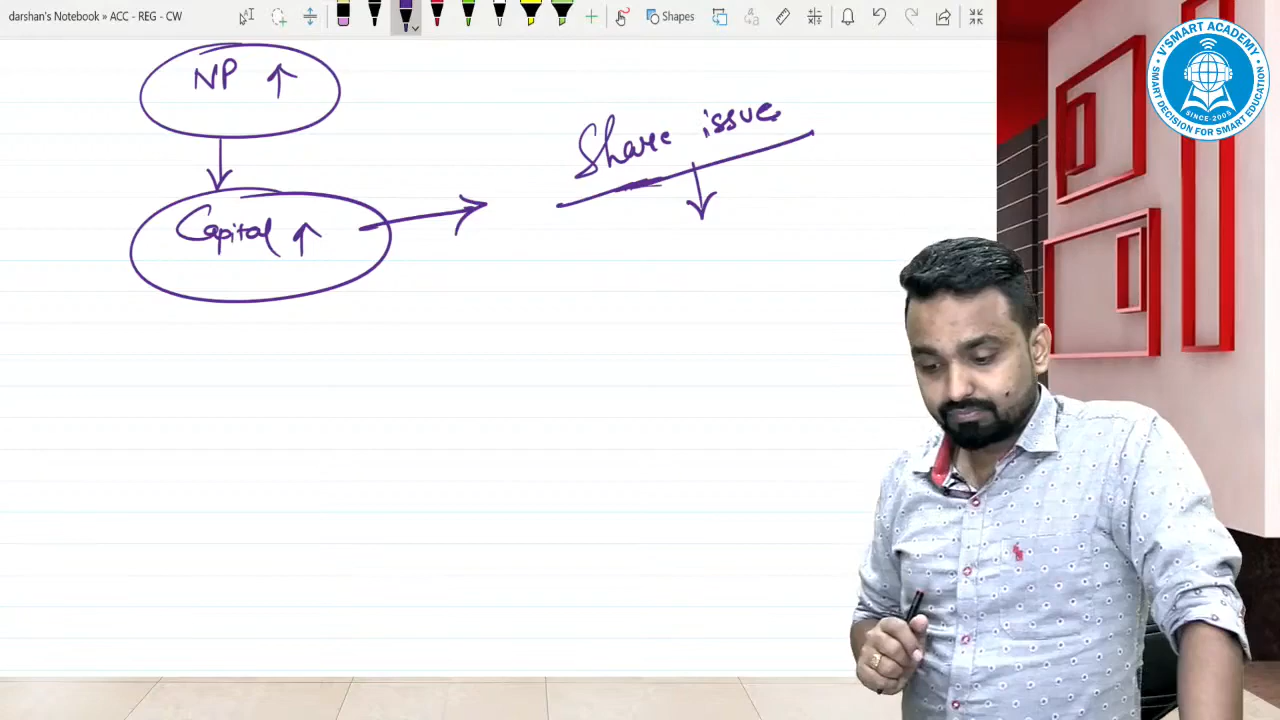 darshan's Notebook » ACC - REG - CW
Shapes
NP ↑
Share issue
Capital ↑
V'SMART ACADEMY
SINCE-2005
SMART DECISION FOR SMART EDUCATION